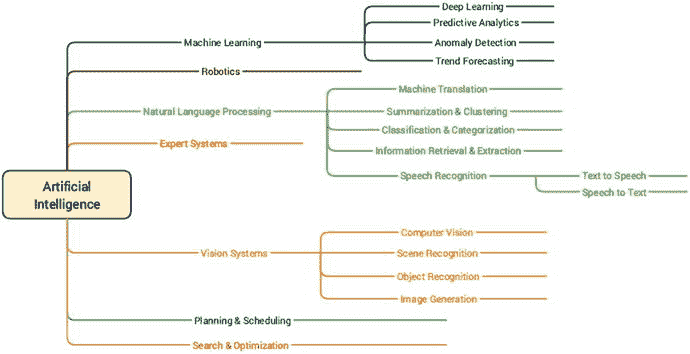 Deep Learning
Predictive Analytics
Machine Learning
Anomaly Detection
Trend Forecasting
Robotics
Machine Translation
Natural Language Processing
Summarization & Clustering
Classification & Categorization
Expert Systems
Information Retrieval & Extraction
Speech Recognition
Text to Speech
Speech to Text
Artificial
Intelligence
Computer Vision
Vision Systems
Scene Recognition
Object Recognition
Image Generation
Planning & Scheduling
Search & Optimization